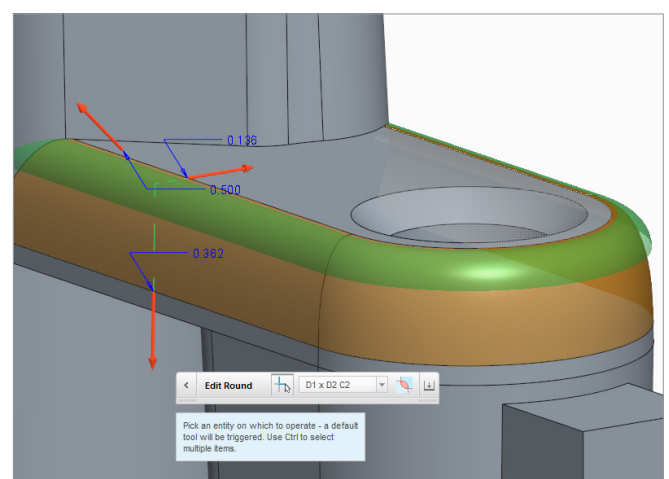 0.136
0.500
0.362
Edit Round
D1 x D2 C2
Pick an entity on which to operate - a default
tool will be triggered. Use Ctrl to select
multiple items.